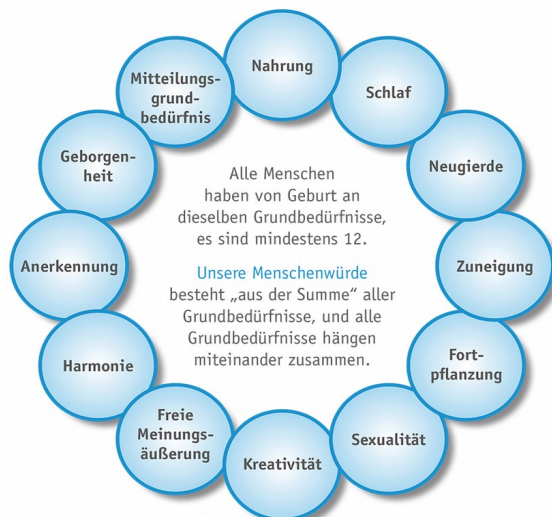 Nahrung
Schlaf
Neugierde
Zuneigung
Fort-
pflanzung
Sexualität
Kreativität
Freie
Meinungs-
äußerung
Harmonie
Anerkennung
Geborgen-
heit
Mitteilungs-
grund-
bedürfnis
Alle Menschen
haben von Geburt an
dieselben Grundbedürfnisse,
es sind mindestens 12.
Unsere Menschenwürde
besteht „aus der Summe“ aller
Grundbedürfnisse, und alle
Grundbedürfnisse hängen
miteinander zusammen.